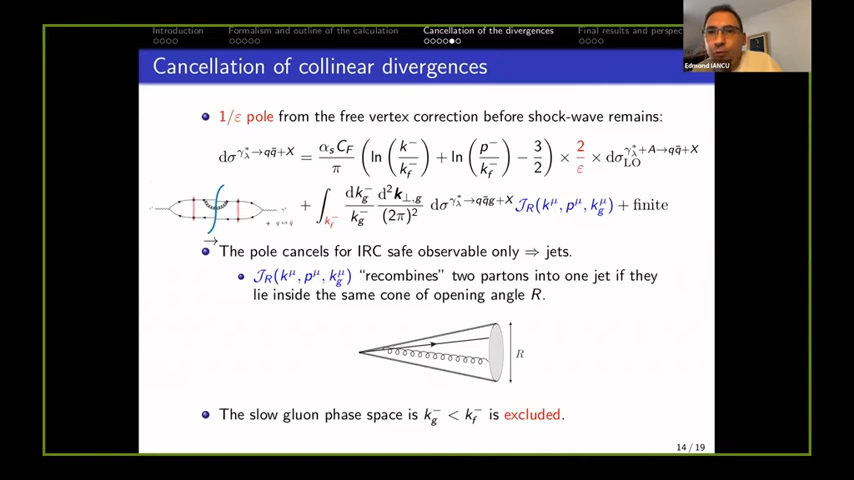 Introduction Formalism and outline of the calculation Cancellation of the divergences Final results and perspec
Edmond IANCU
Cancellation of collinear divergences
1/ε pole from the free vertex correction before shock-wave remains:
dσ^{γ*_λ→qq̄+X} = α_s C_F / π ( ln(k^-/k_f^-) + ln(p^-/k_f^-) − 3/2 ) × 2/ε × dσ_LO^{γ*_λ+A→qq̄+X}
+ ∫_{k_f^-} dk_g^-/k_g^- d²k_{⊥,g}/(2π)² dσ^{γ*_λ→qq̄g+X} J_R(k^μ, p^μ, k_g^μ) + finite
+ q ↔ q̄
The pole cancels for IRC safe observable only ⇒ jets.
J_R(k^μ, p^μ, k_g^μ) “recombines” two partons into one jet if they
lie inside the same cone of opening angle R.
R
The slow gluon phase space is k_g^- < k_f^- is excluded.
14/19